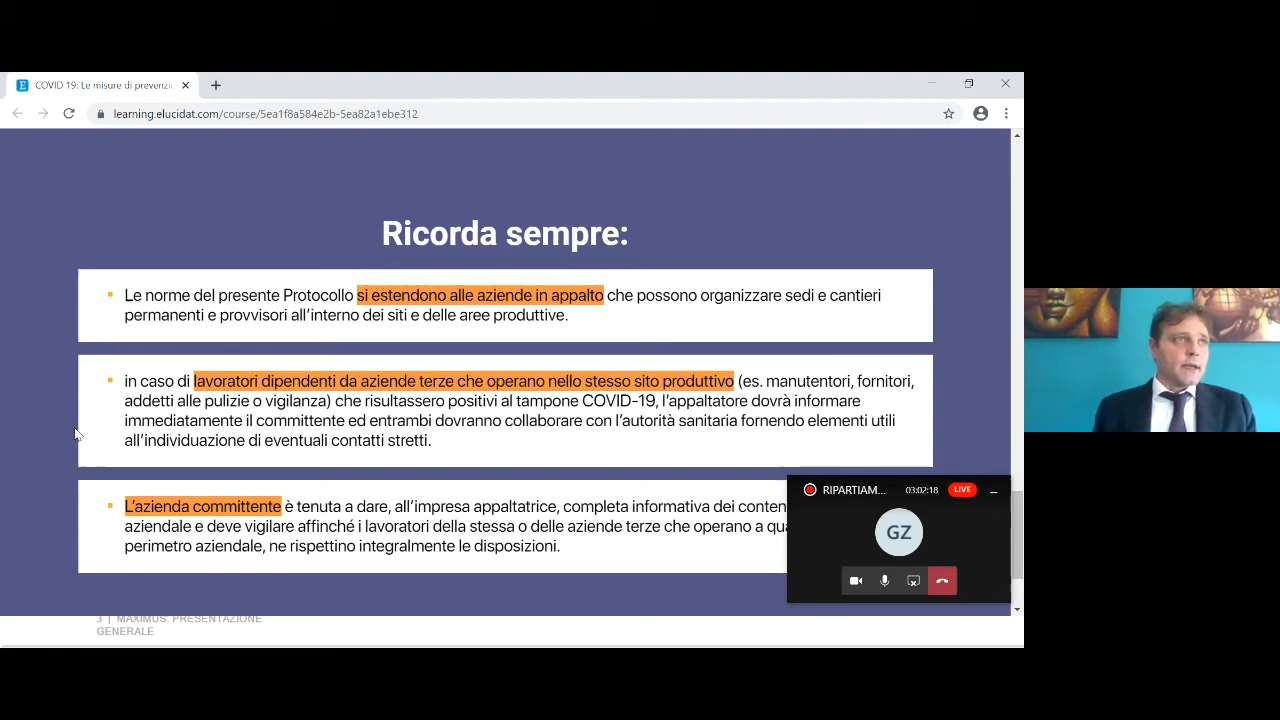 COVID 19: Le misure di prevenzi
learning.elucidat.com/course/5ea1f8a584e2b-5ea82a1ebe312
Ricorda sempre:
Le norme del presente Protocollo si estendono alle aziende in appalto che possono organizzare sedi e cantieri
permanenti e provvisori all'interno dei siti e delle aree produttive.
in caso di lavoratori dipendenti da aziende terze che operano nello stesso sito produttivo (es. manutentori, fornitori,
addetti alle pulizie o vigilanza) che risultassero positivi al tampone COVID-19, l'appaltatore dovrà informare
immediatamente il committente ed entrambi dovranno collaborare con l'autorità sanitaria fornendo elementi utili
all'individuazione di eventuali contatti stretti.
L'azienda committente è tenuta a dare, all'impresa appaltatrice, completa informativa dei conten
aziendale e deve vigilare affinché i lavoratori della stessa o delle aziende terze che operano a qua
perimetro aziendale, ne rispettino integralmente le disposizioni.
RIPARTIAM... 03:02:18 LIVE
GZ
3 | MAXIMUS: PRESENTAZIONE
GENERALE